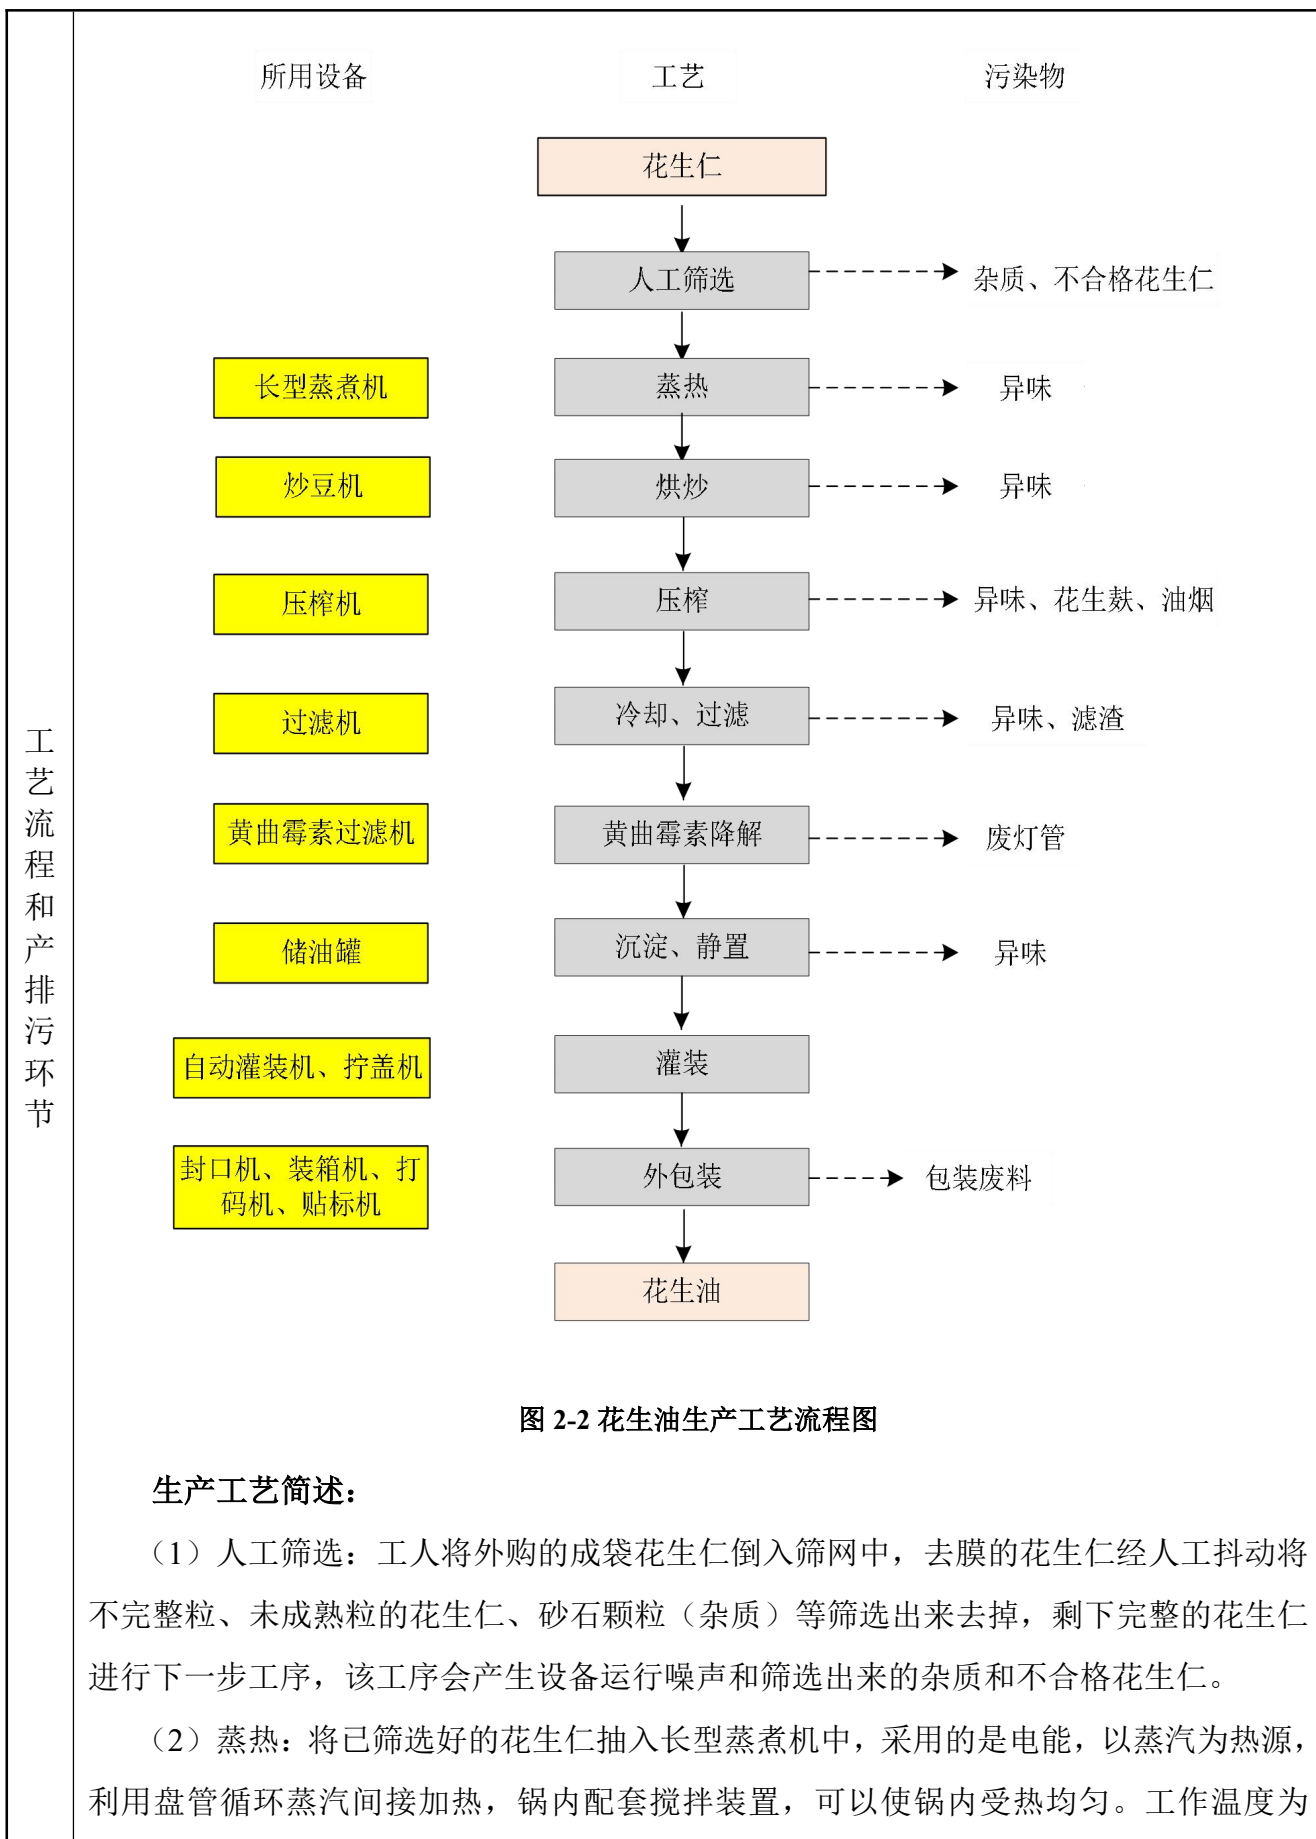 所用设备 工艺 污染物
花生仁
人工筛选 杂质、不合格花生仁
长型蒸煮机 蒸热 异味
炒豆机 烘炒 异味
压榨机 压榨 异味、花生麸、油烟
过滤机 冷却、过滤 异味、滤渣
黄曲霉素过滤机 黄曲霉素降解 废灯管
储油罐 沉淀、静置 异味
自动灌装机、拧盖机 灌装
封口机、装箱机、打
码机、贴标机 外包装 包装废料
花生油
工艺流程和产排污环节
图 2-2 花生油生产工艺流程图
生产工艺简述：
（1）人工筛选：工人将外购的成袋花生仁倒入筛网中，去膜的花生仁经人工抖动将
不完整粒、未成熟粒的花生仁、砂石颗粒（杂质）等筛选出来去掉，剩下完整的花生仁
进行下一步工序，该工序会产生设备运行噪声和筛选出来的杂质和不合格花生仁。
（2）蒸热：将已筛选好的花生仁抽入长型蒸煮机中，采用的是电能，以蒸汽为热源，
利用盘管循环蒸汽间接加热，锅内配套搅拌装置，可以使锅内受热均匀。工作温度为